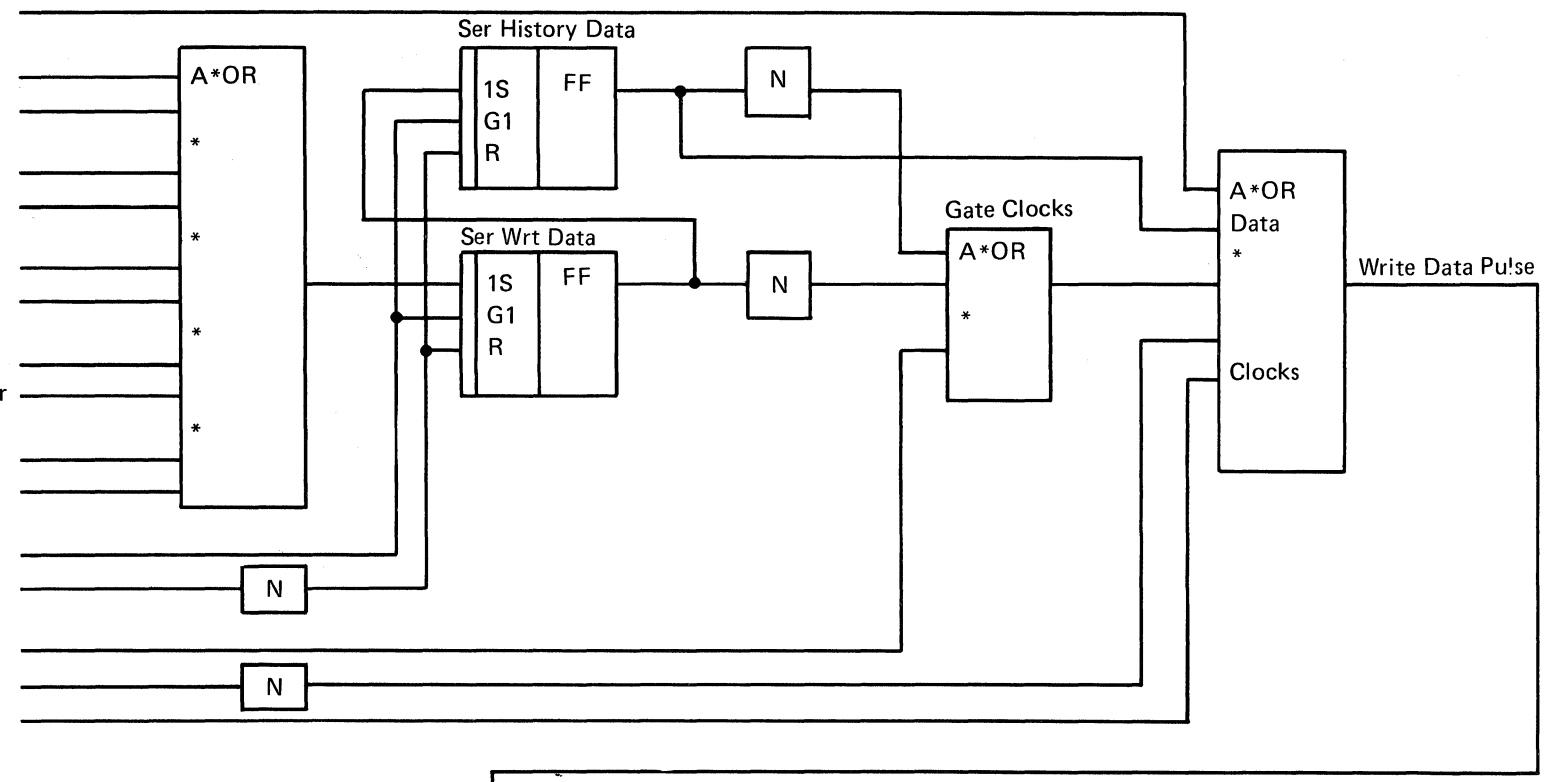 Ser History Data
A*OR
*
*
*
*
1S
G1
R
FF
N
Ser Wrt Data
1S
G1
R
FF
N
Gate Clocks
A*OR
*
A*OR
Data
*
Clocks
Write Data Pulse
r
N
N